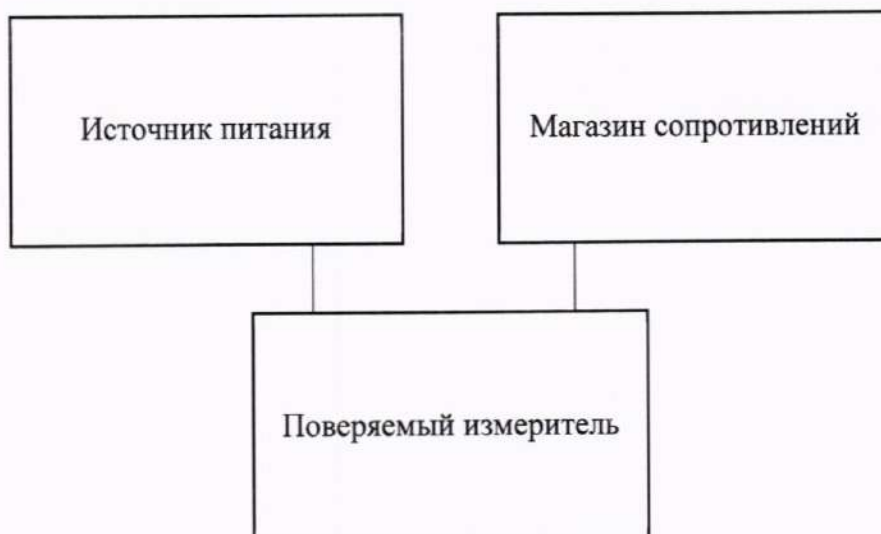 Источник питания
Магазин сопротивлений
Поверяемый измеритель